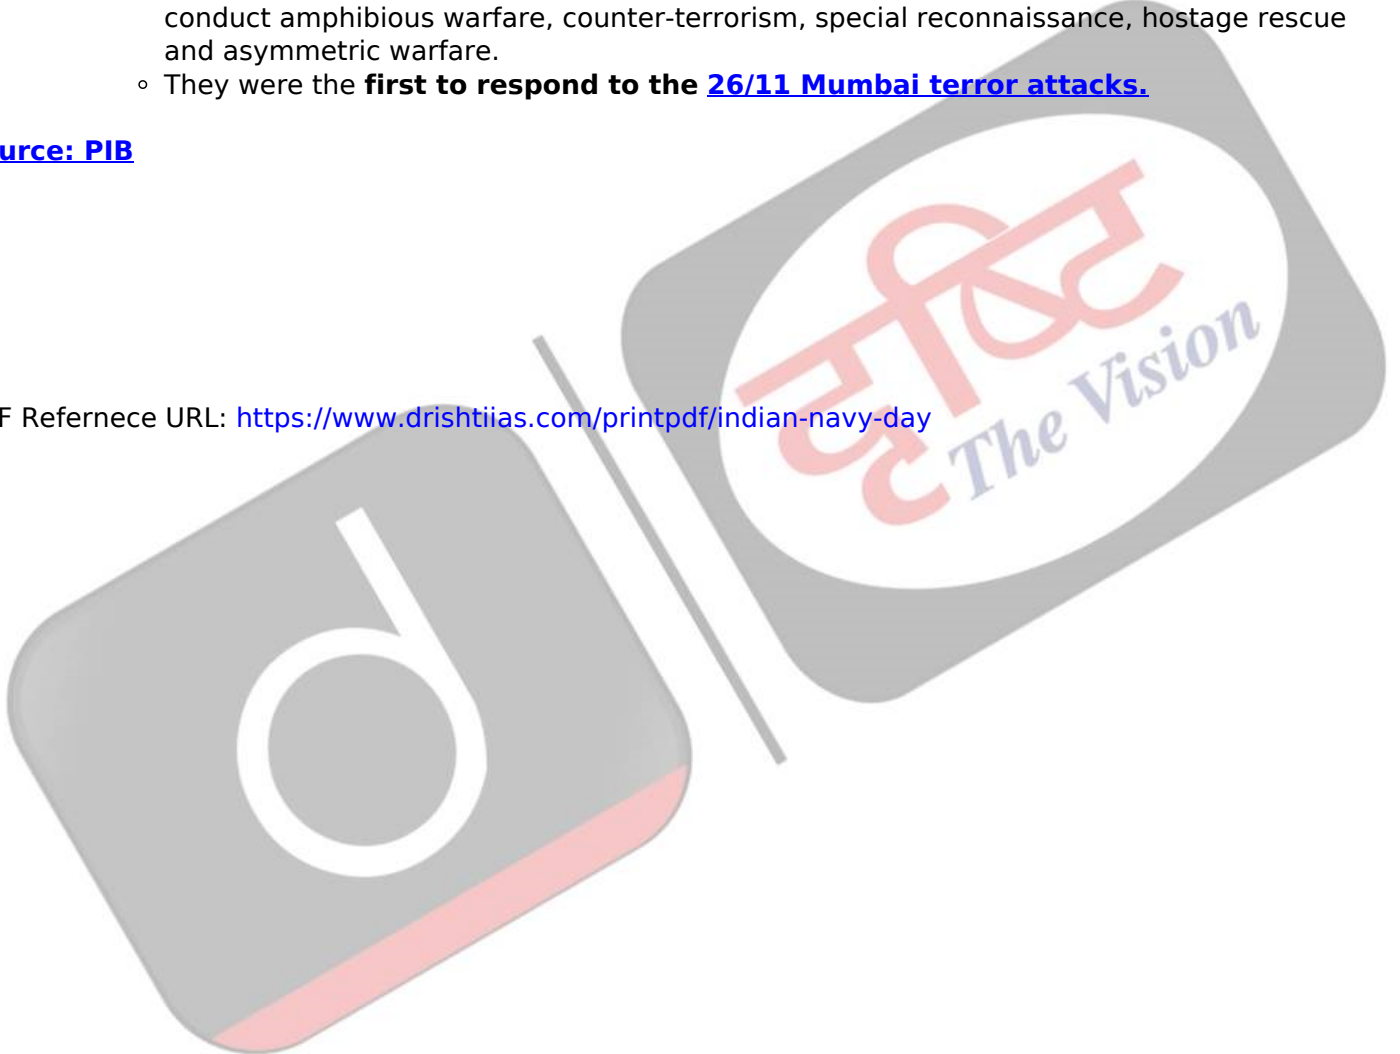 conduct amphibious warfare, counter-terrorism, special reconnaissance, hostage rescue
and asymmetric warfare.
◦ They were the first to respond to the 26/11 Mumbai terror attacks.
urce: PIB
F Refernece URL: https://www.drishtiias.com/printpdf/indian-navy-day
दृष्टि
The Vision
d